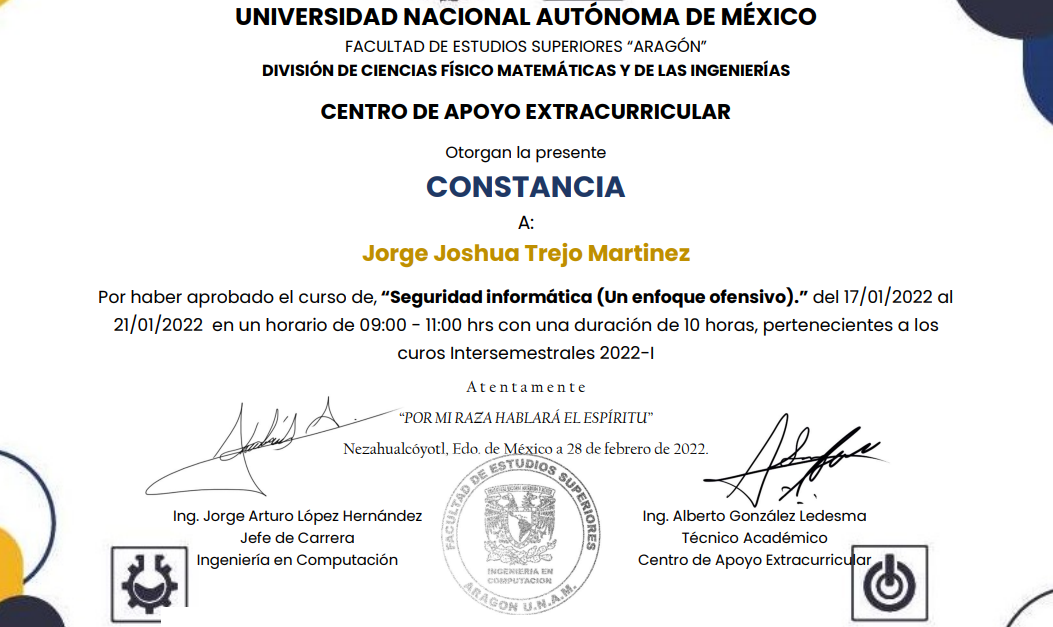 UNIVERSIDAD NACIONAL AUTÓNOMA DE MÉXICO
FACULTAD DE ESTUDIOS SUPERIORES “ARAGÓN”
DIVISIÓN DE CIENCIAS FÍSICO MATEMÁTICAS Y DE LAS INGENIERÍAS
CENTRO DE APOYO EXTRACURRICULAR
Otorgan la presente
CONSTANCIA
A:
Jorge Joshua Trejo Martinez
Por haber aprobado el curso de, “Seguridad informática (Un enfoque ofensivo).” del 17/01/2022 al
21/01/2022 en un horario de 09:00 - 11:00 hrs con una duración de 10 horas, pertenecientes a los
curos Intersemestrales 2022-I
Atentamente
“POR MI RAZA HABLARÁ EL ESPÍRITU”
Nezahualcóyotl, Edo. de México a 28 de febrero de 2022.
FACULTAD DE ESTUDIOS SUPERIORES
INGENIERIA EN
COMPUTACION
ARAGON U.N.A.M.
Ing. Jorge Arturo López Hernández
Jefe de Carrera
Ingeniería en Computación
Ing. Alberto González Ledesma
Técnico Académico
Centro de Apoyo Extracurricular